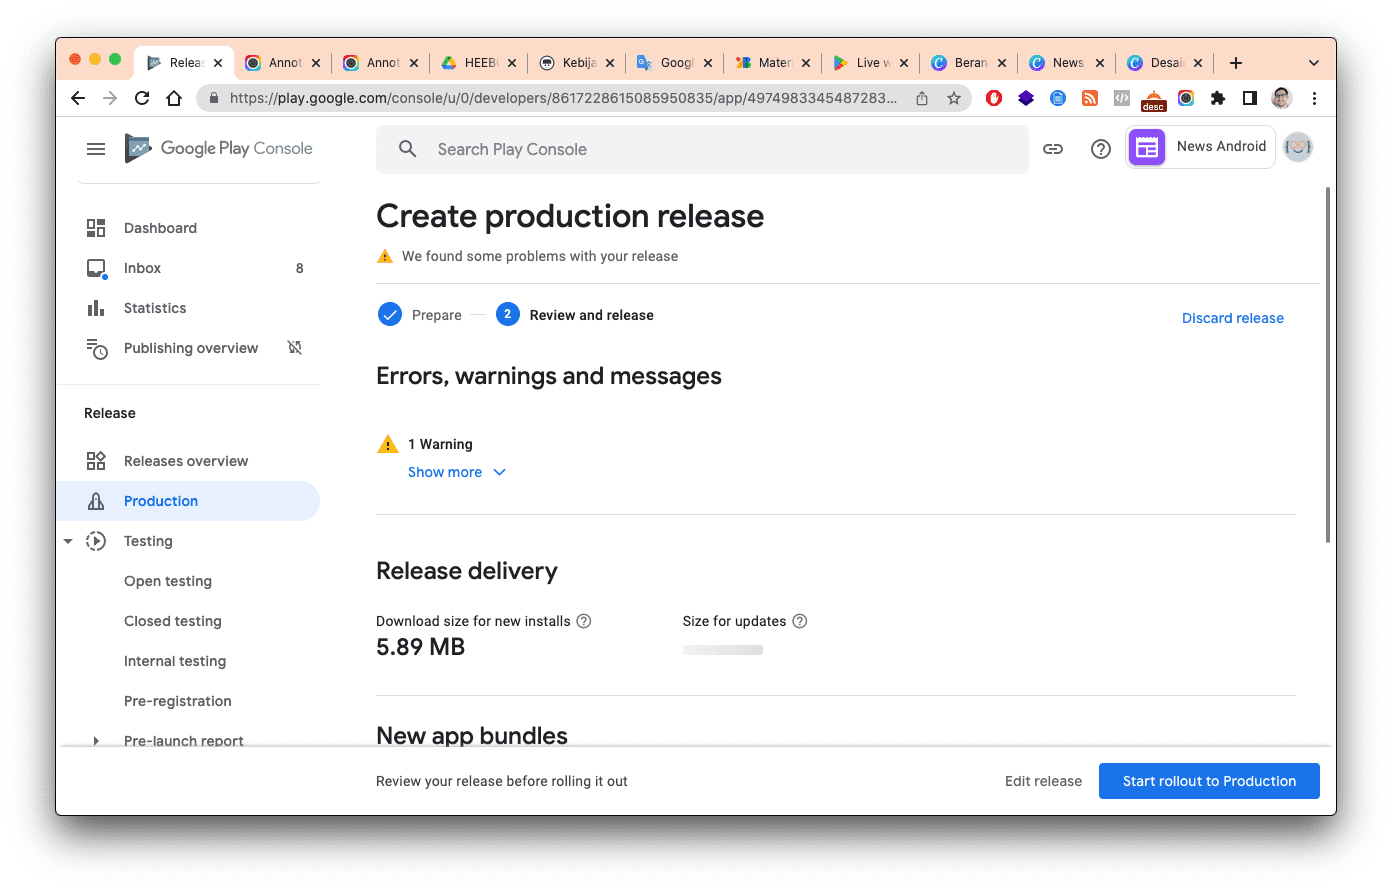 Releas
Annot
Annot
HEEB
Kebija
Googl
Mater
Live w
Beran
News
Desai
https://play.google.com/console/u/0/developers/8617228615085950835/app/4974983345487283...
desc
Google Play Console
Search Play Console
News Android
Dashboard
Inbox 8
Statistics
Publishing overview
Release
Releases overview
Production
Testing
Open testing
Closed testing
Internal testing
Pre-registration
Pre-launch report
Create production release
We found some problems with your release
Prepare
2 Review and release
Discard release
Errors, warnings and messages
1 Warning
Show more
Release delivery
Download size for new installs
5.89 MB
Size for updates
New app bundles
Review your release before rolling it out
Edit release
Start rollout to Production